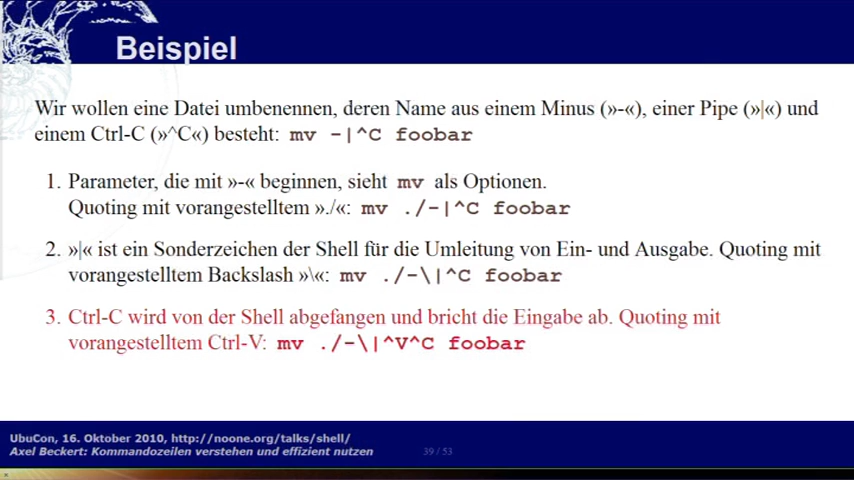 Beispiel
Wir wollen eine Datei umbenennen, deren Name aus einem Minus (»-«), einer Pipe (»|«) und
einem Ctrl-C (»^C«) besteht: mv -|^C foobar
1. Parameter, die mit »-« beginnen, sieht mv als Optionen.
Quoting mit vorangestelltem »./«: mv ./-|^C foobar
2. »|« ist ein Sonderzeichen der Shell für die Umleitung von Ein- und Ausgabe. Quoting mit
vorangestelltem Backslash »\«: mv ./-\|^C foobar
3. Ctrl-C wird von der Shell abgefangen und bricht die Eingabe ab. Quoting mit
vorangestelltem Ctrl-V: mv ./-\|^V^C foobar
UbuCon, 16. Oktober 2010, http://noone.org/talks/shell/
Axel Beckert: Kommandozeilen verstehen und effizient nutzen
39 / 53